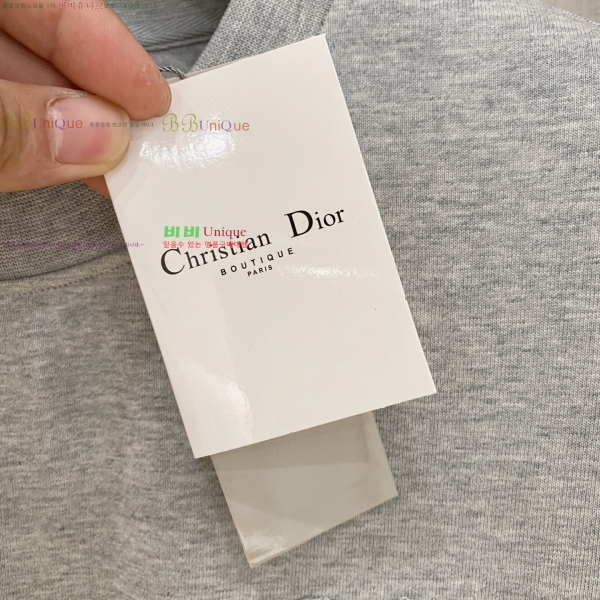 BBUniQue
BBUniQue
비비 Unique
믿을수 있는 명품구매대행
Christian Dior
BOUTIQUE
PARIS